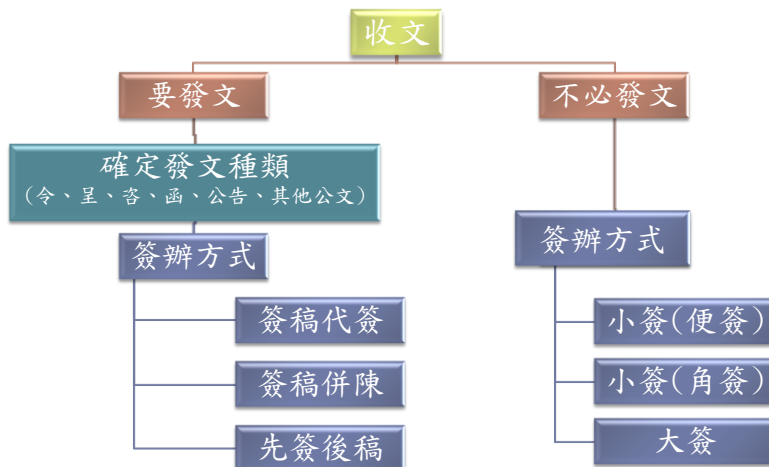 收文
要發文
不必發文
確定發文種類
(令、呈、咨、函、公告、其他公文)
簽辦方式
簽稿代簽
簽稿併陳
先簽後稿
簽辦方式
小簽(便簽)
小簽(角簽)
大簽